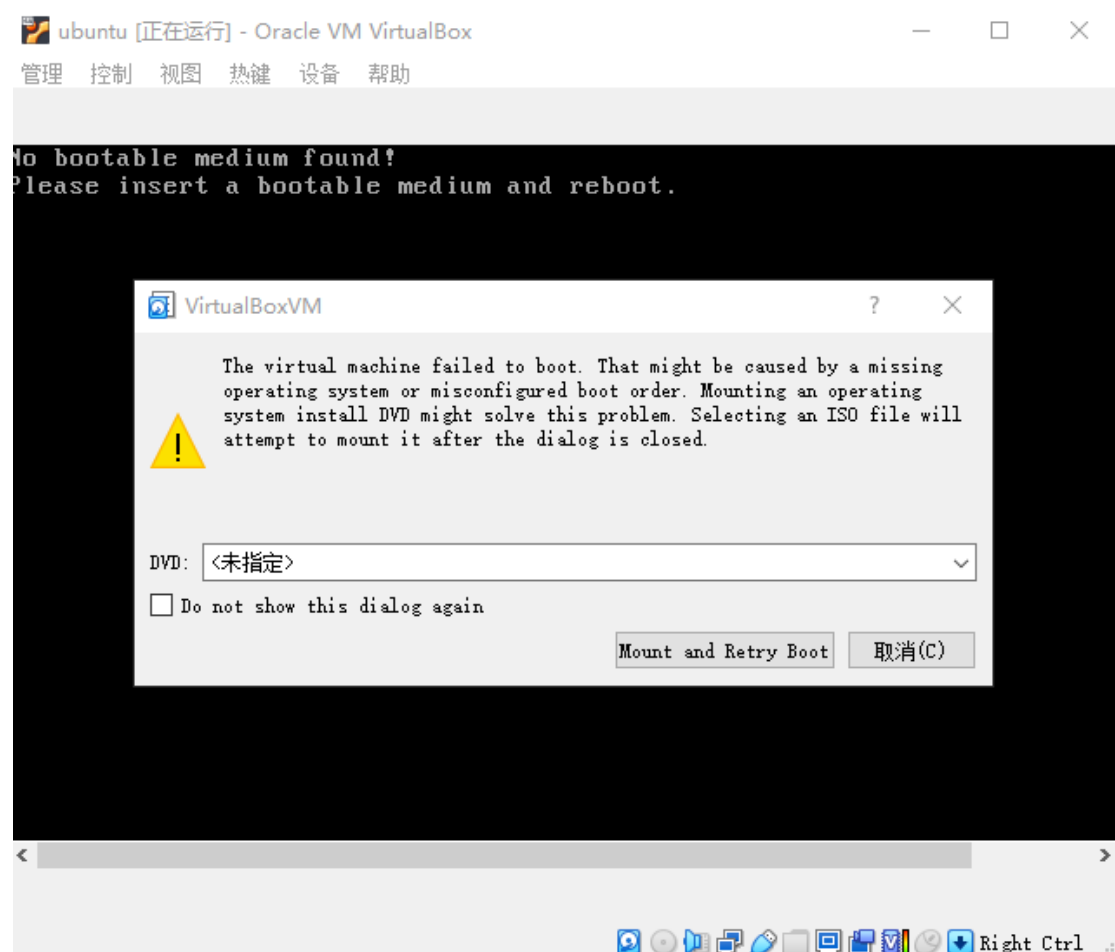 ubuntu [正在运行] - Oracle VM VirtualBox
管理 控制 视图 热键 设备 帮助
No bootable medium found!
Please insert a bootable medium and reboot.
VirtualBoxVM
The virtual machine failed to boot. That might be caused by a missing
operating system or misconfigured boot order. Mounting an operating
system install DVD might solve this problem. Selecting an ISO file will
attempt to mount it after the dialog is closed.
DVD: <未指定>
Do not show this dialog again
Mount and Retry Boot 取消(C)
Right Ctrl